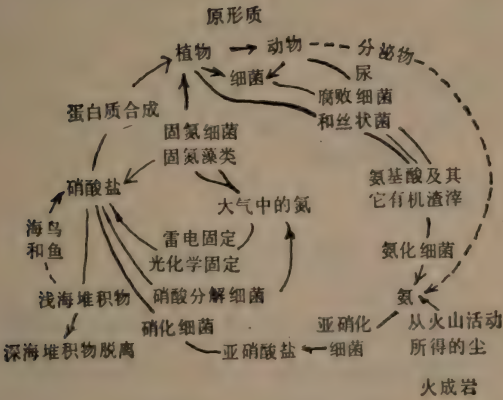 原形质
植物 动物 分泌物
细菌 尿
腐败细菌
和丝状菌
蛋白质合成
固氮细菌
固氮藻类
硝酸盐
大气中的氮
氨基酸及其
它有机渣滓
海鸟
和鱼
雷电固定
光化学固定
氨化细菌
浅海堆积物
硝酸分解细菌
氨
硝化细菌
亚硝化
细菌
从火山活动
所得的尘
深海堆积物脱离
亚硝酸盐
火成岩